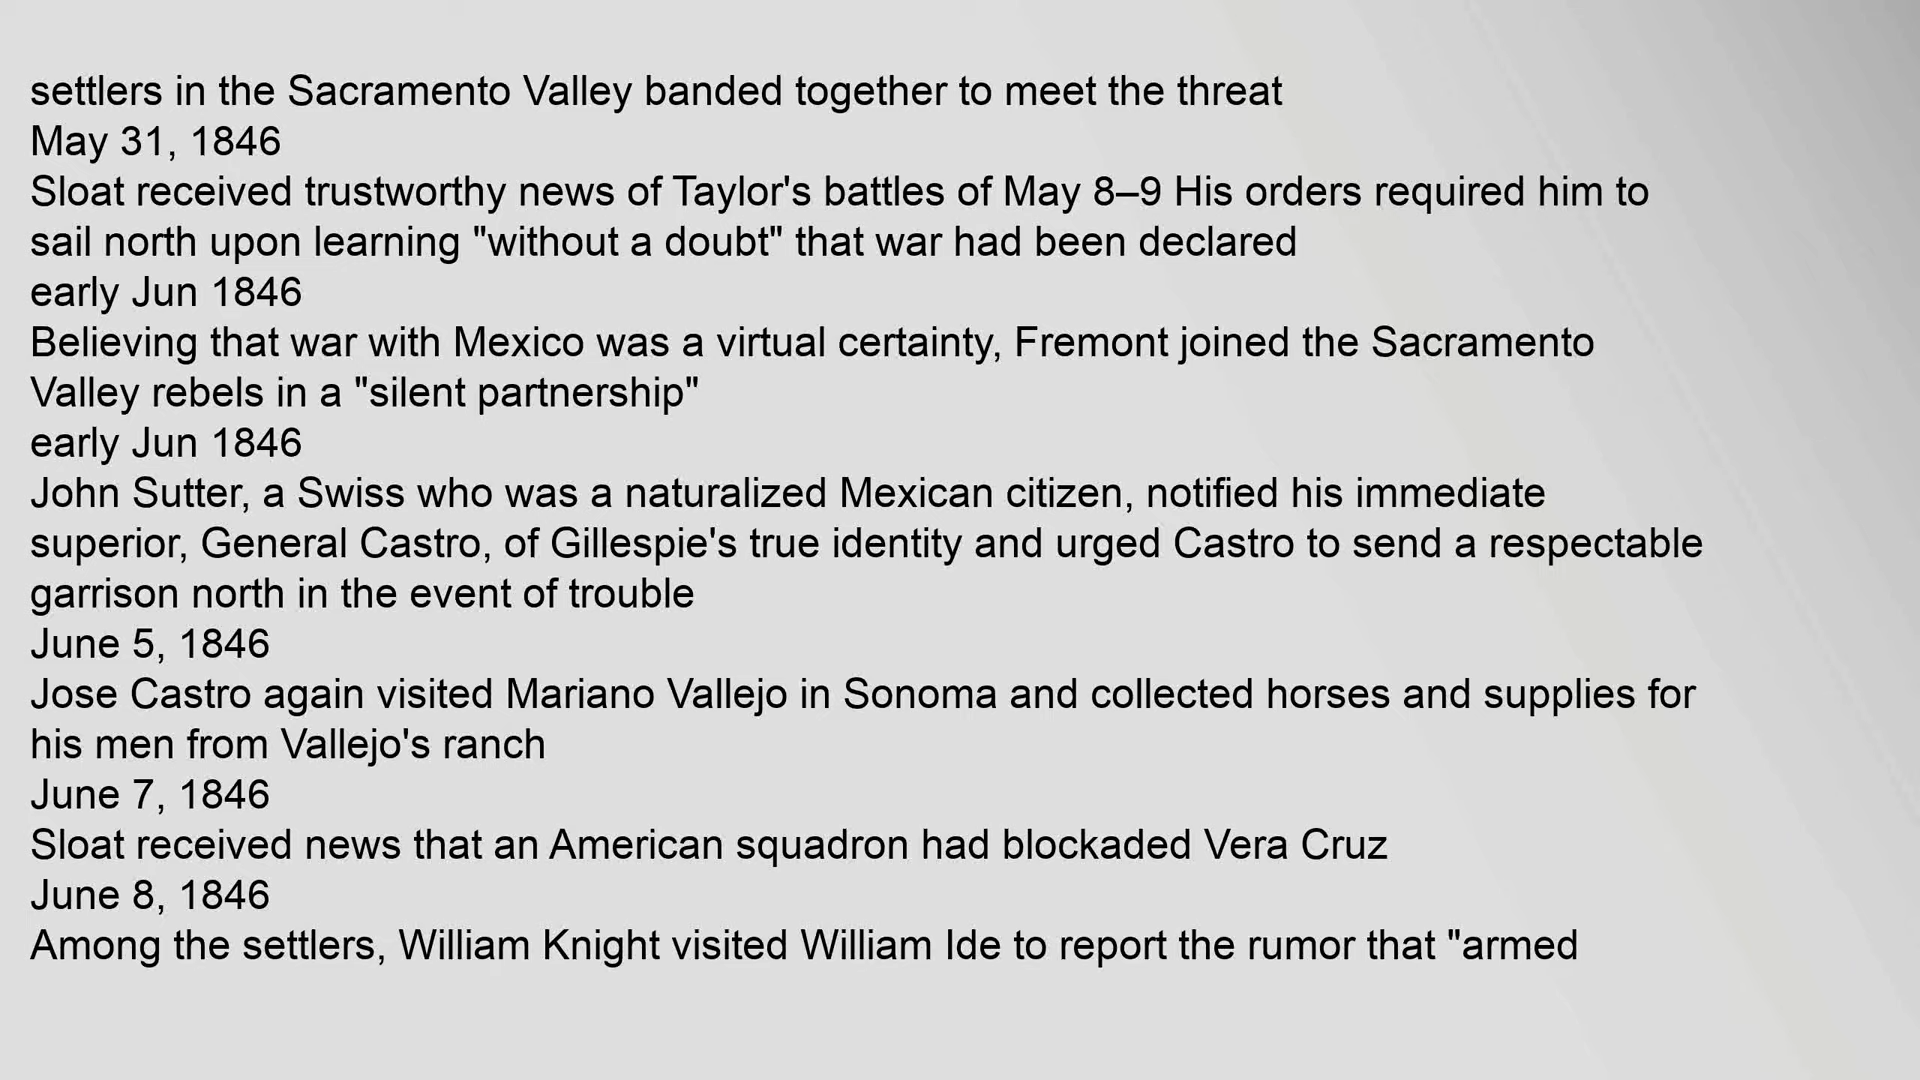 settlers in the Sacramento Valley banded together to meet the threat
May 31, 1846
Sloat received trustworthy news of Taylor's battles of May 8–9 His orders required him to
sail north upon learning "without a doubt" that war had been declared
early Jun 1846
Believing that war with Mexico was a virtual certainty, Fremont joined the Sacramento
Valley rebels in a "silent partnership"
early Jun 1846
John Sutter, a Swiss who was a naturalized Mexican citizen, notified his immediate
superior, General Castro, of Gillespie's true identity and urged Castro to send a respectable
garrison north in the event of trouble
June 5, 1846
Jose Castro again visited Mariano Vallejo in Sonoma and collected horses and supplies for
his men from Vallejo's ranch
June 7, 1846
Sloat received news that an American squadron had blockaded Vera Cruz
June 8, 1846
Among the settlers, William Knight visited William Ide to report the rumor that "armed